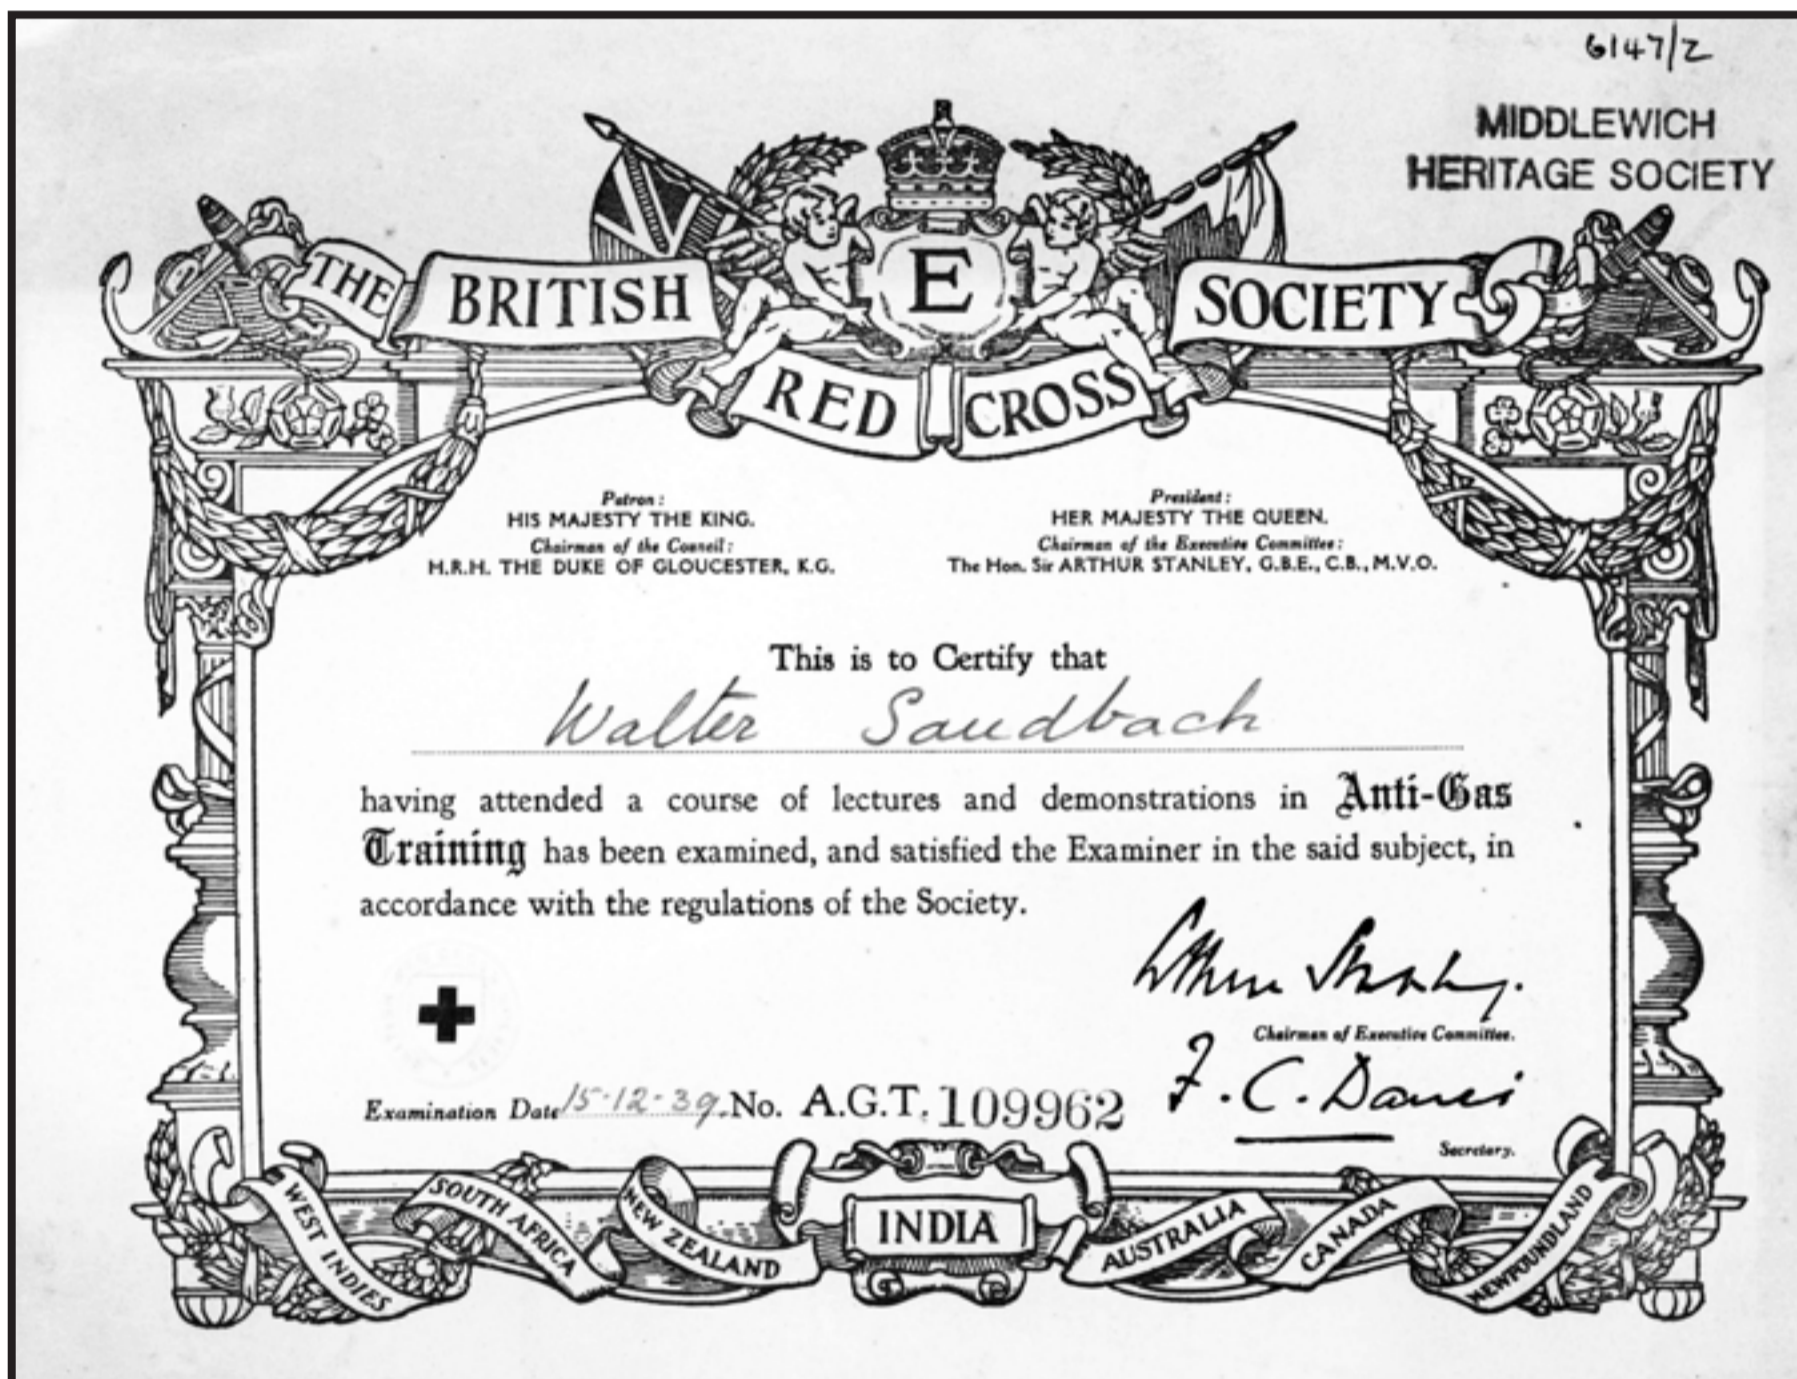 6147/2
MIDDLEWICH
HERITAGE SOCIETY
THE BRITISH RED CROSS SOCIETY
E
Patron:
HIS MAJESTY THE KING.
Chairman of the Council:
H.R.H. THE DUKE OF GLOUCESTER, K.G.
President:
HER MAJESTY THE QUEEN.
Chairman of the Executive Committee:
The Hon. Sir ARTHUR STANLEY, G.B.E., C.B., M.V.O.
This is to Certify that
Walter Sandbach
having attended a course of lectures and demonstrations in Anti-Gas
Training has been examined, and satisfied the Examiner in the said subject, in
accordance with the regulations of the Society.
Arthur Stanley.
Chairman of Executive Committee.
Examination Date 15-12-39. No. A.G.T. 109962
F. C. Davis
Secretary.
WEST INDIES
SOUTH AFRICA
NEW ZEALAND
INDIA
AUSTRALIA
CANADA
NEWFOUNDLAND